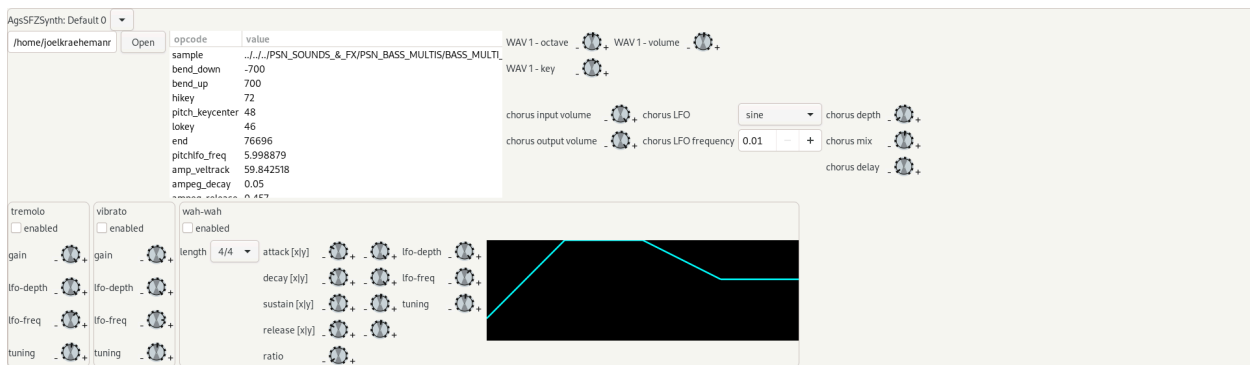 AgsSFZSynth: Default 0
/home/joelkraehemanr Open
opcode value
sample ../../../PSN_SOUNDS_&_FX/PSN_BASS_MULTIS/BASS_MULTI_
bend_down -700
bend_up 700
hikey 72
pitch_keycenter 48
lokey 46
end 76696
pitchlfo_freq 5.998879
amp_veltrack 59.842518
ampeg_decay 0.05
ampeg_release 0.457
WAV 1 - octave - + WAV 1 - volume - +
WAV 1 - key - +
chorus input volume - + chorus LFO sine chorus depth - +
chorus output volume - + chorus LFO frequency 0.01 − + chorus mix - +
chorus delay - +
tremolo
enabled
gain - +
lfo-depth - +
lfo-freq - +
tuning - +
vibrato
enabled
gain - +
lfo-depth - +
lfo-freq - +
tuning - +
wah-wah
enabled
length 4/4 attack [x|y] - + - + lfo-depth - +
decay [x|y] - + - + lfo-freq - +
sustain [x|y] - + - + tuning - +
release [x|y] - + - +
ratio - +